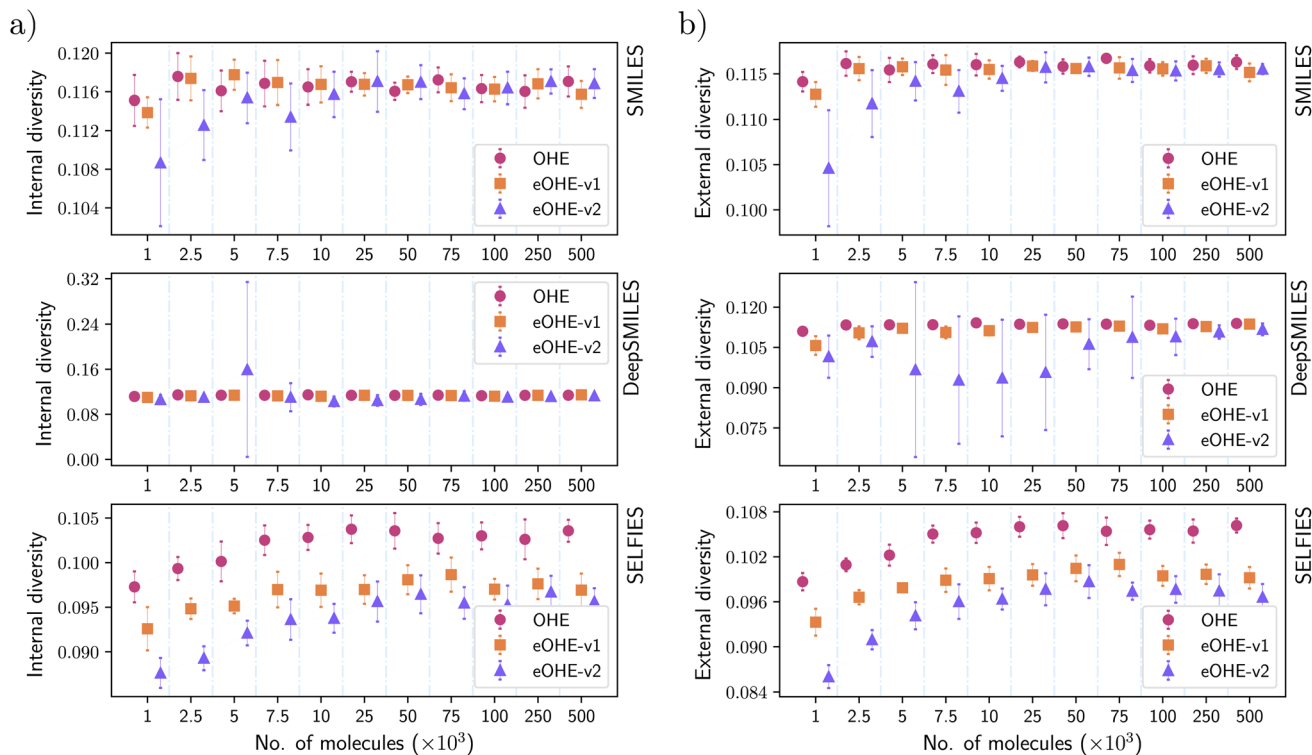 a)
Internal diversity
0.120
0.116
0.112
0.108
0.104
OHE
eOHE-v1
eOHE-v2
SMILES
1 2.5 5 7.5 10 25 50 75 100 250 500
Internal diversity
0.32
0.24
0.16
0.08
0.00
OHE
eOHE-v1
eOHE-v2
DeepSMILES
1 2.5 5 7.5 10 25 50 75 100 250 500
Internal diversity
0.105
0.100
0.095
0.090
OHE
eOHE-v1
eOHE-v2
SELFIES
1 2.5 5 7.5 10 25 50 75 100 250 500
No. of molecules (×10³)
b)
External diversity
0.115
0.110
0.105
0.100
OHE
eOHE-v1
eOHE-v2
SMILES
1 2.5 5 7.5 10 25 50 75 100 250 500
External diversity
0.120
0.105
0.090
0.075
OHE
eOHE-v1
eOHE-v2
DeepSMILES
1 2.5 5 7.5 10 25 50 75 100 250 500
External diversity
0.108
0.102
0.096
0.090
0.084
OHE
eOHE-v1
eOHE-v2
SELFIES
1 2.5 5 7.5 10 25 50 75 100 250 500
No. of molecules (×10³)